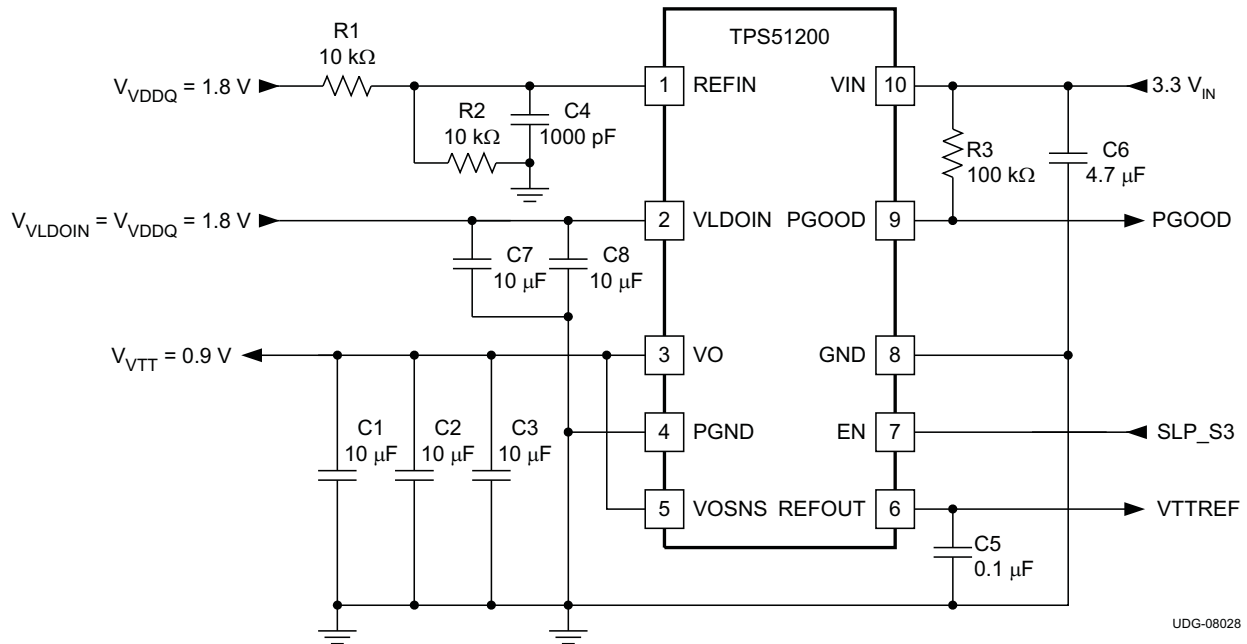 TPS51200
R1
10 kΩ
V_VDDQ = 1.8 V
1
REFIN
VIN
10
3.3 V_IN
R2
10 kΩ
C4
1000 pF
R3
100 kΩ
C6
4.7 μF
V_VLDOIN = V_VDDQ = 1.8 V
2
VLDOIN
PGOOD
9
PGOOD
C7
10 μF
C8
10 μF
V_VTT = 0.9 V
3
VO
GND
8
C1
10 μF
C2
10 μF
C3
10 μF
4
PGND
EN
7
SLP_S3
5
VOSNS
REFOUT
6
VTTREF
C5
0.1 μF
UDG-08028